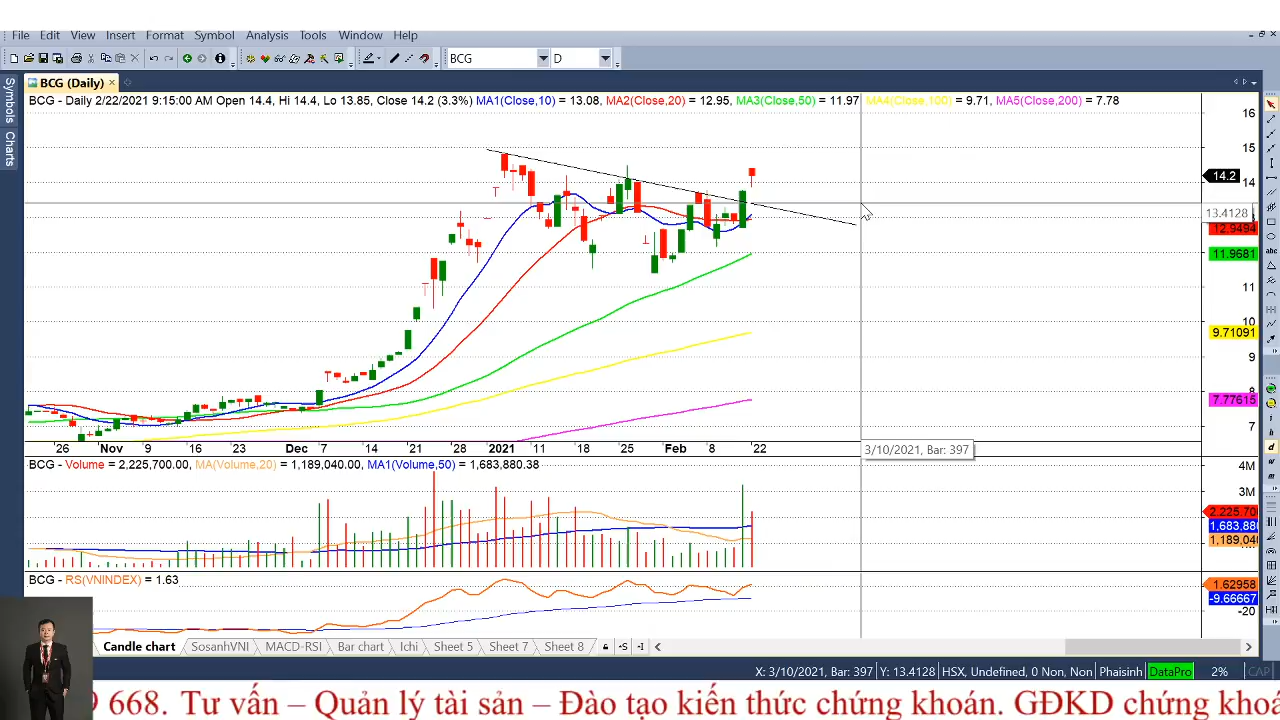 File Edit View Insert Format Symbol Analysis Tools Window Help
BCG D
Symbols
Charts
BCG (Daily)
BCG - Daily 2/22/2021 9:15:00 AM Open 14.4, Hi 14.4, Lo 13.85, Close 14.2 (3.3%) MA1(Close,10) = 13.08, MA2(Close,20) = 12.95, MA3(Close,50) = 11.97 MA4(Close,100) = 9.71, MA5(Close,200) = 7.78
16
15
14.2
14
13.4128
12.9494
11.9681
11
10
9.71091
9
8
7.77615
7
26 Nov 9 16 23 Dec 7 14 21 28 2021 11 18 25 Feb 8 22
3/10/2021, Bar: 397
BCG - Volume = 2,225,700.00, MA(Volume,20) = 1,189,040.00, MA1(Volume,50) = 1,683,880.38
4M
3M
2,225,70
1,683,880
1,189,040
BCG - RS(VNINDEX) = 1.63
1.62958
-9.66667
-20
Candle chart SosanhVNI MACD-RSI Bar chart Ichi Sheet 5 Sheet 7 Sheet 8
X: 3/10/2021, Bar: 397 Y: 13.4128 HSX, Undefined, 0 Non, Non Phaisinh DataPro 2% CAP
9 668. Tư vấn – Quản lý tài sản – Đào tạo kiến thức chứng khoán. GĐKD chứng khoá